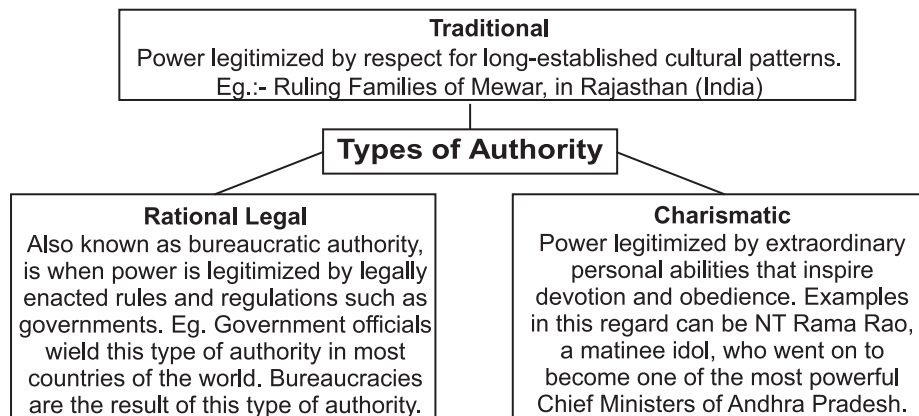 Traditional
Power legitimized by respect for long-established cultural patterns.
Eg.:- Ruling Families of Mewar, in Rajasthan (India)
Types of Authority
Rational Legal
Also known as bureaucratic authority,
is when power is legitimized by legally
enacted rules and regulations such as
governments. Eg. Government officials
wield this type of authority in most
countries of the world. Bureaucracies
are the result of this type of authority.
Charismatic
Power legitimized by extraordinary
personal abilities that inspire
devotion and obedience. Examples
in this regard can be NT Rama Rao,
a matinee idol, who went on to
become one of the most powerful
Chief Ministers of Andhra Pradesh.